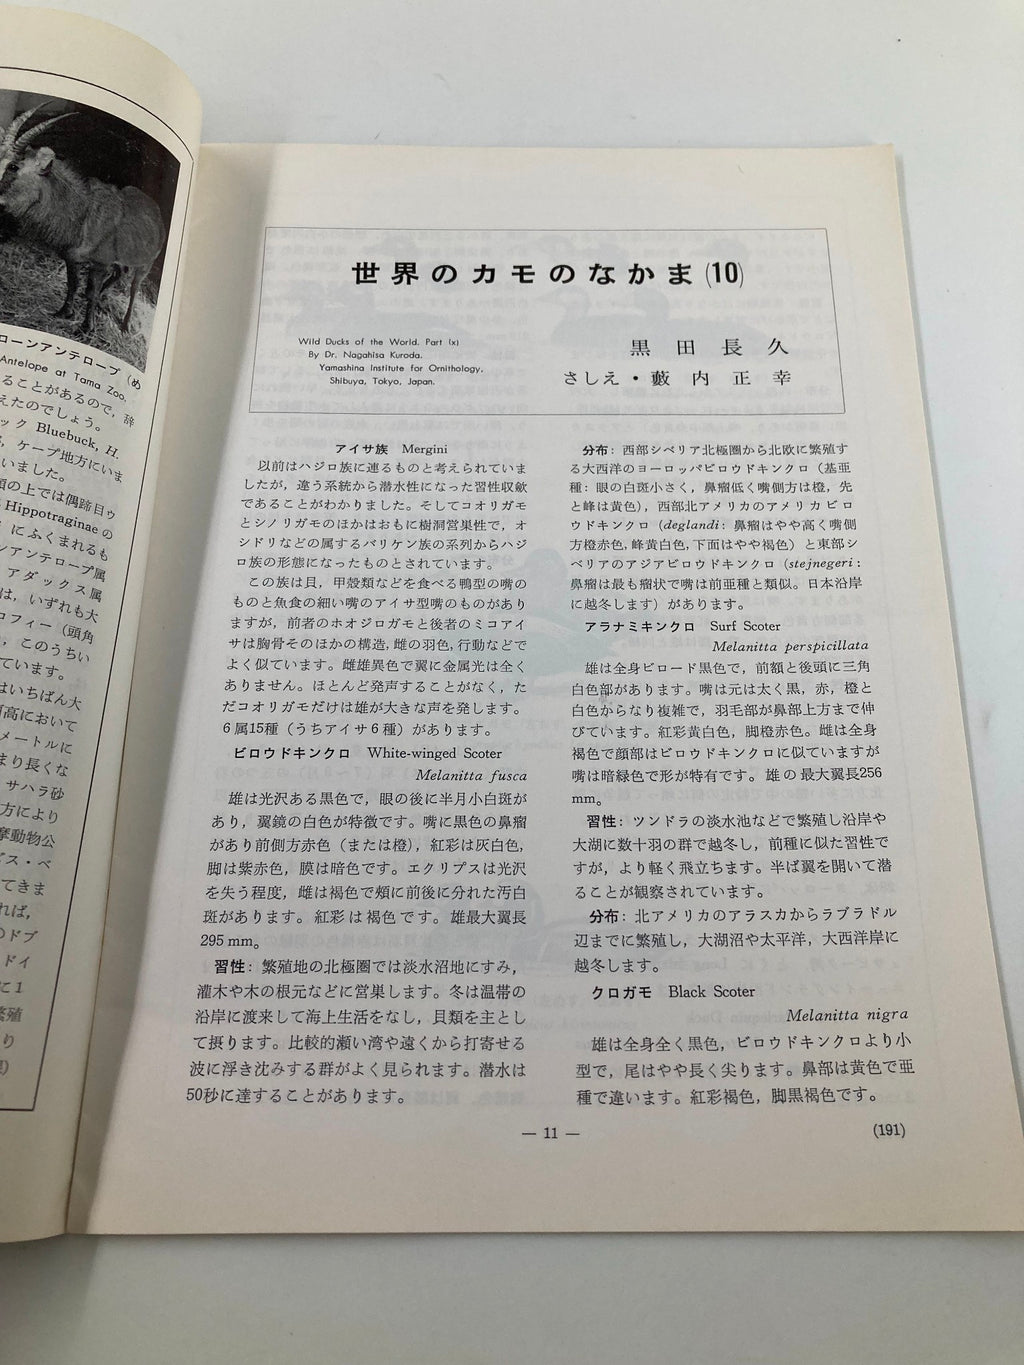 ローンアンテロープ（め
Antelope at Tama Zoo.
ることがあるので，辞
えたのでしょう。
ック Bluebuck, H.
，ケープ地方にいま
いました。
類の上では偶蹄目ゥ
Hippotraginae の
）にふくまれるも
ンアンテロープ属
アダックス属
は，いずれも大
ロフィー（頭角
，このうちい
ています。
はいちばん大
肩高において
メートルに
まり長くな
サハラ砂
方により
摩動物公
ス・ベ
てきま
れば，
のドブ
ドイ
に1
繁殖
り
世界のカモのなかま(10)
Wild Ducks of the World. Part (x)
By Dr. Nagahisa Kuroda.
Yamashina Institute for Ornithology.
Shibuya, Tokyo, Japan.
黒田長久
さしえ・藪内正幸
アイサ族 Mergini
以前はハジロ族に連るものと考えられていま
したが，違う系統から潜水性になった習性収斂
であることがわかりました。そしてコオリガモ
とシノリガモのほかはおもに樹洞営巣性で，オ
シドリなどの属するバリケン族の系列からハジ
ロ族の形態になったものとされています。
この族は貝，甲殻類などを食べる鴨型の嘴の
ものと魚食の細い嘴のアイサ型嘴のものがあり
ますが，前者のホオジロガモと後者のミコアイ
サは胸骨そのほかの構造，雌の羽色，行動などで
よく似ています。雌雄異色で翼に金属光は全く
ありません。ほとんど発声することがなく，た
だコオリガモだけは雄が大きな声を発します。
6属15種（うちアイサ6種）があります。
ビロウドキンクロ White-winged Scoter
Melanitta fusca
雄は光沢ある黒色で，眼の後に半月小白斑が
あり，翼鏡の白色が特徴です。嘴に黒色の鼻瘤
があり前側方赤色（または橙），虹彩は灰白色，
脚は紫赤色，膜は暗色です。エクリプスは光沢
を失う程度，雌は褐色で頬に前後に分れた汚白
斑があります。紅彩は褐色です。雄最大翼長
295 mm。
習性：繁殖地の北極圏では淡水沼地にすみ，
灌木や木の根元などに営巣します。冬は温帯の
沿岸に渡来して海上生活をなし，貝類を主とし
て摂ります。比較的瀬い湾や遠くから打寄せる
波に浮き沈みする群がよく見られます。潜水は
50秒に達することがあります。
分布：西部シベリア北極圏から北欧に繁殖す
る大西洋のヨーロッパビロウドキンクロ（基亜
種：眼の白斑小さく，鼻瘤低く嘴側方は橙，先
と峰は黄色），西部北アメリカのアメリカビロ
ウドキンクロ（deglandi：鼻瘤はやや高く嘴側
方橙赤色，峰黄白色，下面はやや褐色）と東部シ
ベリアのアジアビロウドキンクロ（stejnegeri：
鼻瘤は最も瘤状で嘴は前亜種と類似。日本沿岸
に越冬します）があります。
アラナミキンクロ Surf Scoter
Melanitta perspicillata
雄は全身ビロード黒色で，前額と後頭に三角
白色部があります。嘴は元は太く黒，赤，橙と
白色からなり複雑で，羽毛部が鼻部上方まで伸
びています。紅彩黄白色，脚橙赤色。雌は全身
褐色で顔部はビロウドキンクロに似ていますが
嘴は暗緑色で形が特有です。雄の最大翼長256
mm。
習性：ツンドラの淡水池などで繁殖し沿岸や
大湖に数十羽の群で越冬し，前種に似た習性で
すが，より軽く飛立ちます。半ば翼を開いて潜
ることが観察されています。
分布：北アメリカのアラスカからラブラドル
辺までに繁殖し，大湖沼や太平洋，大西洋岸に
越冬します。
クロガモ Black Scoter
Melanitta nigra
雄は全身全く黒色，ビロウドキンクロより小
型で，尾はやや長く尖ります。鼻部は黄色で亜
種で違います。紅彩褐色，脚黒褐色です。
— 11 —
(191)